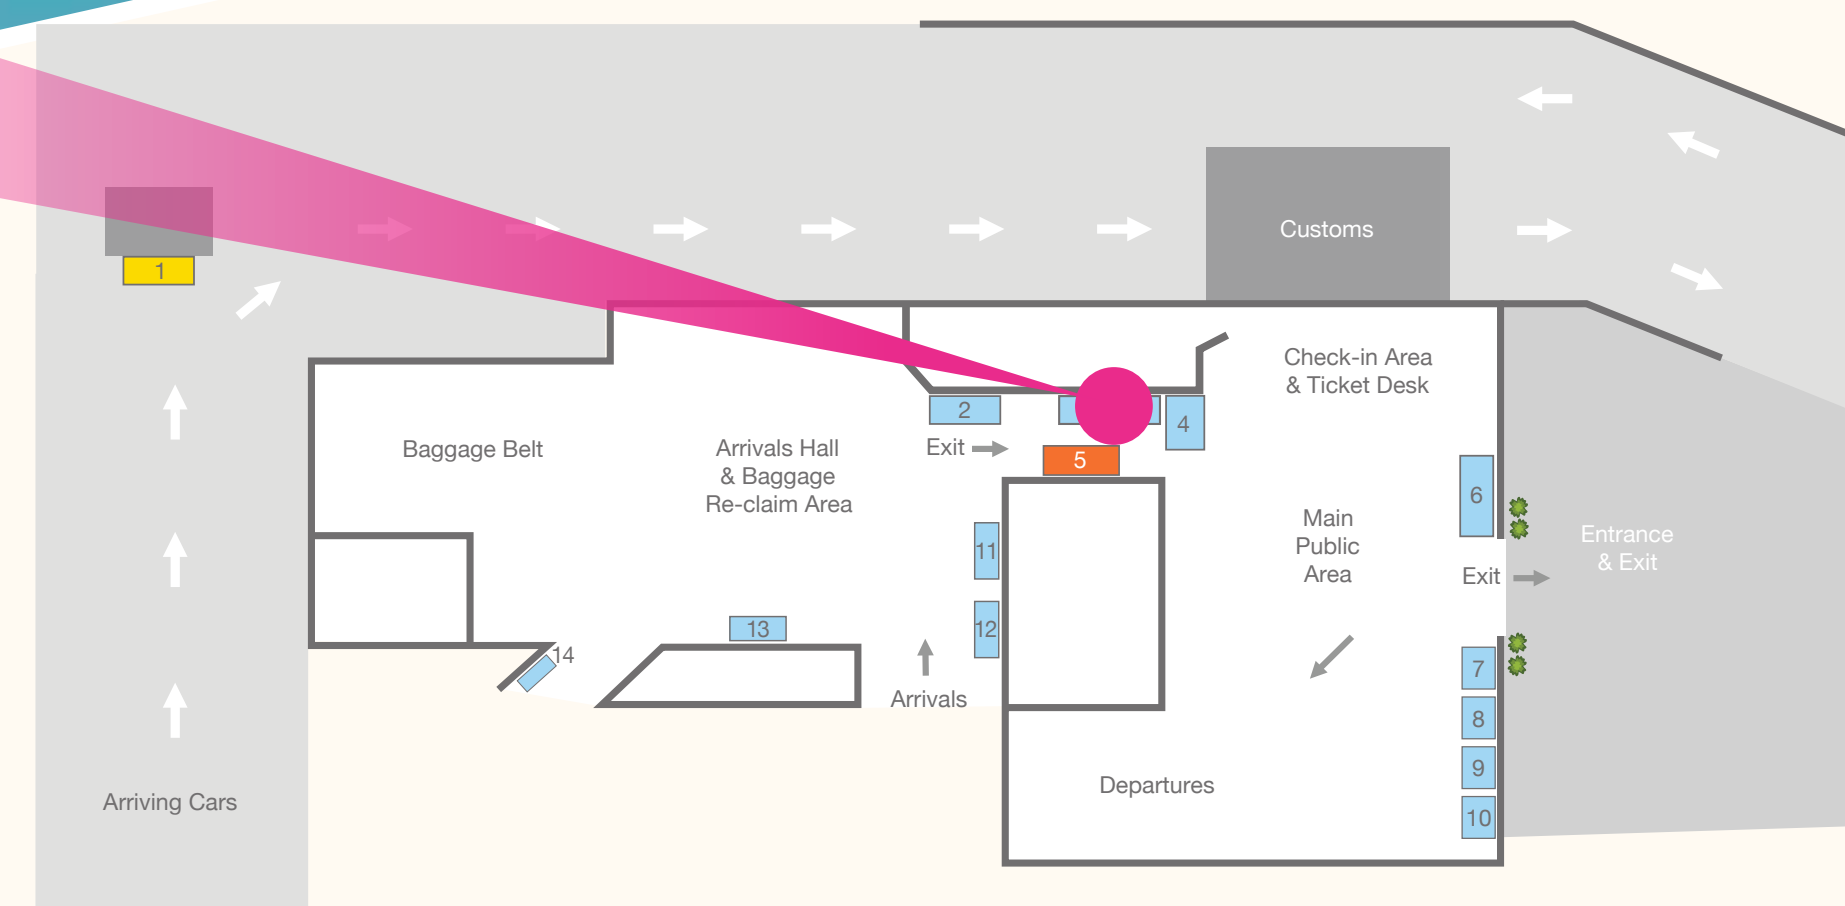 Customs
1
Check-in Area
& Ticket Desk
2
4
Exit
5
Baggage Belt
Arrivals Hall
& Baggage
Re-claim Area
6
Main
Public
Area
Entrance
& Exit
Exit
11
12
13
14
7
Arrivals
8
9
10
Departures
Arriving Cars